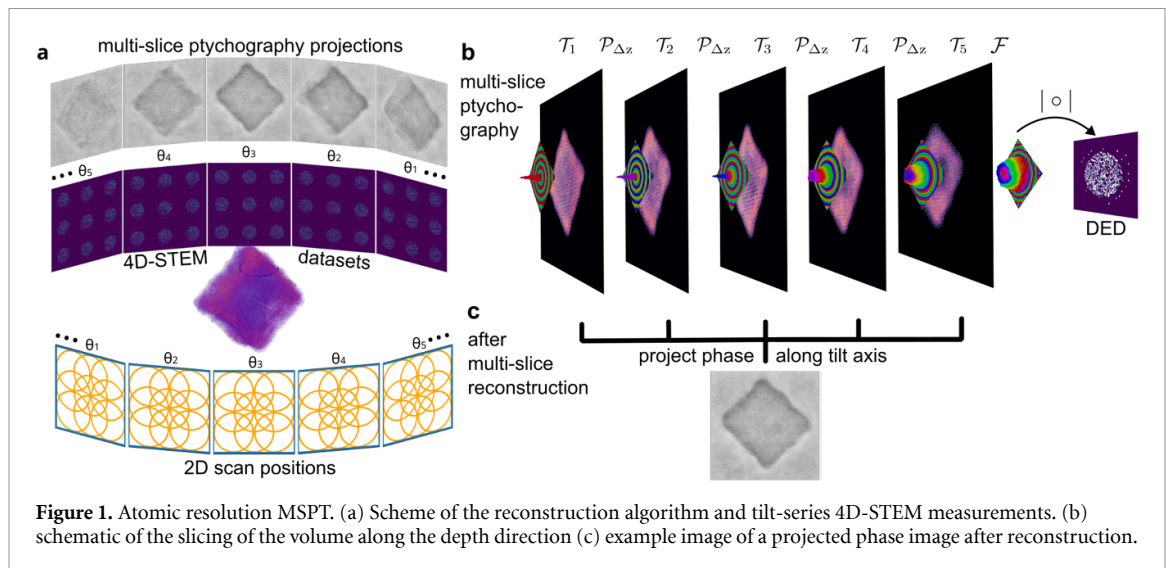 a
multi-slice ptychography projections
θ5 θ4 θ3 θ2 θ1
4D-STEM datasets
θ1 θ2 θ3 θ4 θ5
2D scan positions
b
𝒯1 𝒫Δz 𝒯2 𝒫Δz 𝒯3 𝒫Δz 𝒯4 𝒫Δz 𝒯5 ℱ
multi-slice
ptycho-
graphy
| ∘ |
DED
c
after
multi-slice
reconstruction
project phase along tilt axis
Figure 1. Atomic resolution MSPT. (a) Scheme of the reconstruction algorithm and tilt-series 4D-STEM measurements. (b)
schematic of the slicing of the volume along the depth direction (c) example image of a projected phase image after reconstruction.